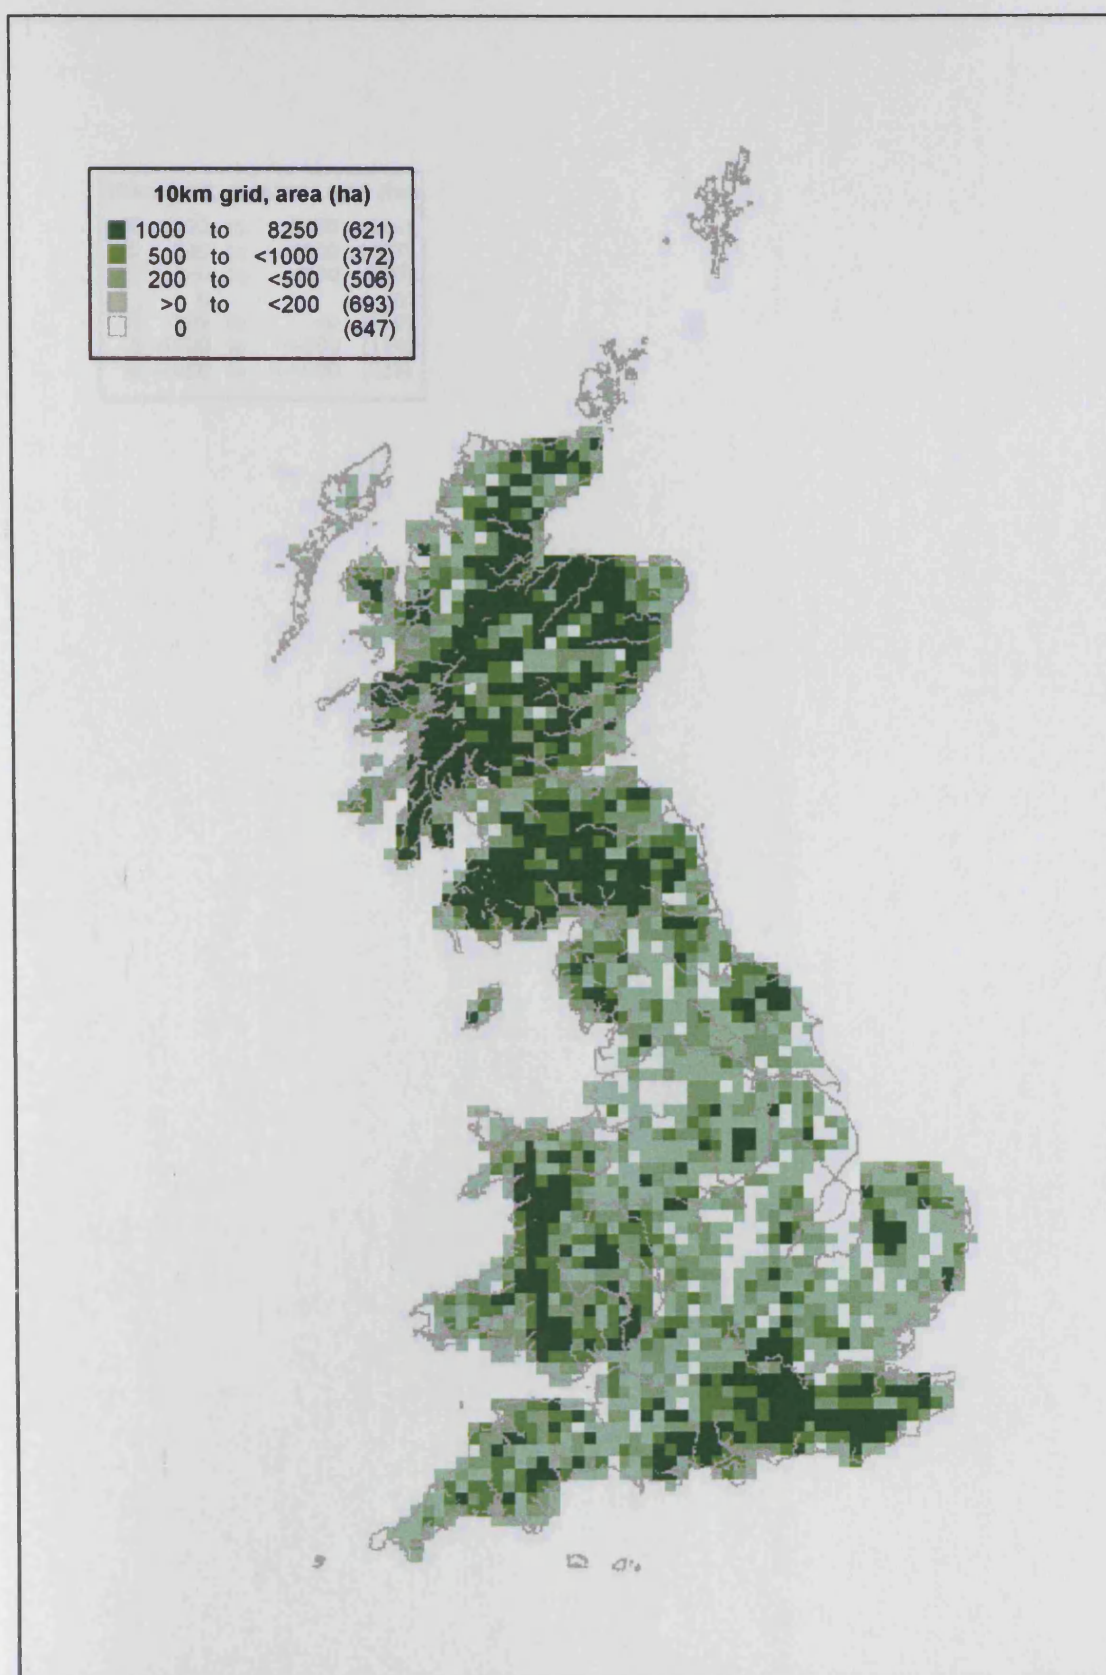 10km grid, area (ha)
1000 to 8250 (621)
500 to <1000 (372)
200 to <500 (506)
>0 to <200 (693)
0 (647)